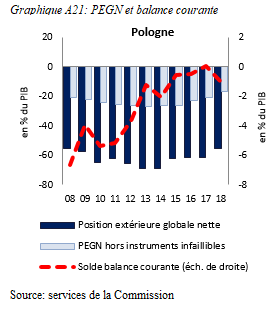 Graphique A21: PEGN et balance courante
Pologne
20 2
0 0
-20 -2
-40 -4
-60 -6
-80 -8
en % du PIB
en % du PIB
08 09 10 11 12 13 14 15 16 17 18
Position extérieure globale nette
PEGN hors instruments infaillibles
Solde balance courante (éch. de droite)
Source: services de la Commission